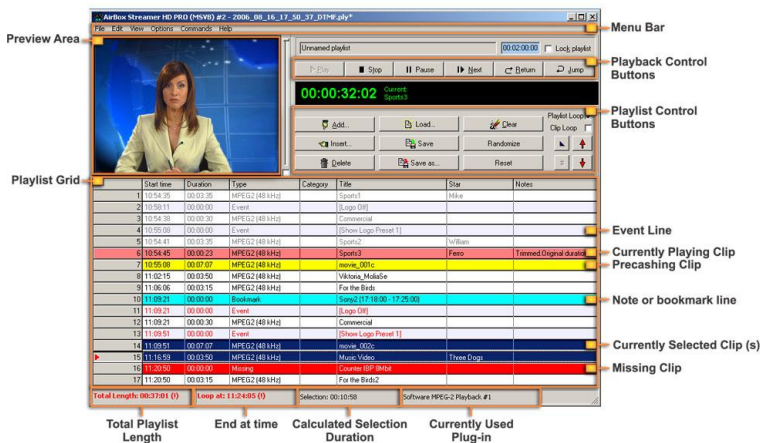 AirBox Streamer HD PRO (MSV8) #2 - 2006_08_16_17_50_37_DTMF.ply*
File Edit View Options Commands Help
Menu Bar
Preview Area
Unnamed playlist 00:02:00:00 Lock playlist
Play Stop Pause Next Return Jump
Playback Control Buttons
00:00:32:02 Current: Sports3
Playlist Control Buttons
Add... Load... Clear Playlist Loop
Clip Loop
Insert... Save Randomize
Delete Save as... Reset
Playlist Grid
Start time Duration Type Category Title Star Notes
1 10:54:35 00:03:35 MPEG2 (48 kHz) Sports1 Mike
2 10:58:11 00:00:00 Event [Logo Off]
3 10:54:38 00:00:30 MPEG2 (48 kHz) Commercial
4 10:55:08 00:00:00 Event [Show Logo Preset 1]
Event Line
5 10:54:41 00:03:35 MPEG2 (48 kHz) Sports2 William
6 10:54:45 00:00:23 MPEG2 (48 kHz) Sports3 Ferro Trimmed.Original duration
Currently Playing Clip
7 10:55:08 00:07:07 MPEG2 (48 kHz) movie_001c
Precashing Clip
8 11:02:15 00:03:50 MPEG2 (48 kHz) Viktoria_MoliaSe
9 11:06:06 00:03:15 MPEG2 (48 kHz) For the Birds
10 11:09:21 00:00:00 Bookmark Sony2 (17:18:00 - 17:25:00)
Note or bookmark line
11 11:09:21 00:00:00 Event [Logo Off]
12 11:09:21 00:00:30 MPEG2 (48 kHz) Commercial
13 11:09:51 00:00:00 Event [Show Logo Preset 1]
14 11:09:51 00:07:07 MPEG2 (48 kHz) movie_002c
Currently Selected Clip (s)
15 11:16:59 00:03:50 MPEG2 (48 kHz) Music Video Three Dogs
16 11:20:50 00:00:00 Missing Counter IBP 8Mbit
Missing Clip
17 11:20:50 00:03:15 MPEG2 (48 kHz) For the Birds2
Total Length: 00:37:01 (!) Loop at: 11:24:05 (!) Selection: 00:10:58 Software MPEG-2 Playback #1
Total Playlist Length
End at time
Calculated Selection Duration
Currently Used Plug-in